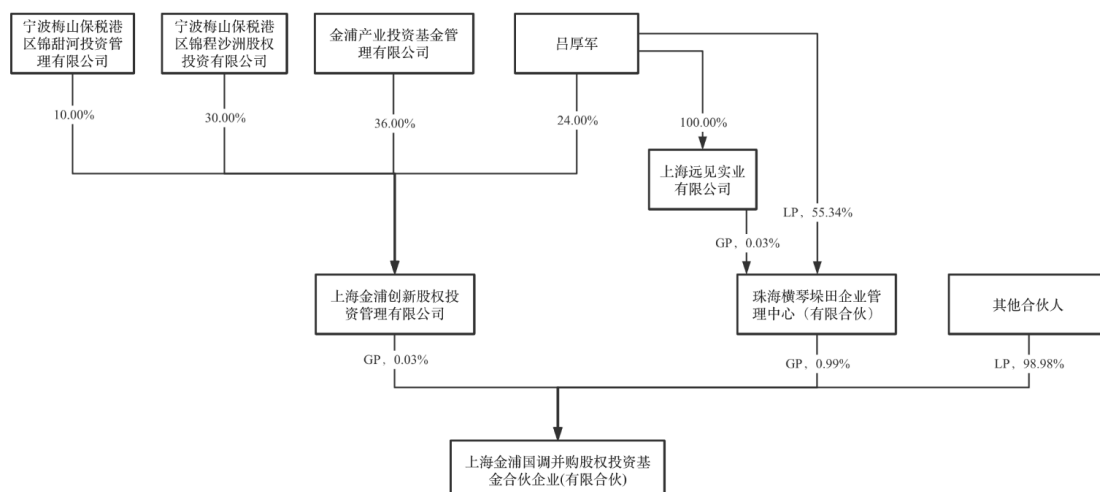 宁波梅山保税港
区锦甜河投资管
理有限公司
宁波梅山保税港
区锦程沙洲股权
投资有限公司
金浦产业投资基金管
理有限公司
吕厚军
10.00%
30.00%
36.00%
24.00%
100.00%
上海远见实业
有限公司
LP，55.34%
GP，0.03%
上海金浦创新股权投
资管理有限公司
珠海横琴垛田企业管
理中心（有限合伙）
其他合伙人
GP，0.03%
GP，0.99%
LP，98.98%
上海金浦国调并购股权投资基
金合伙企业(有限合伙)